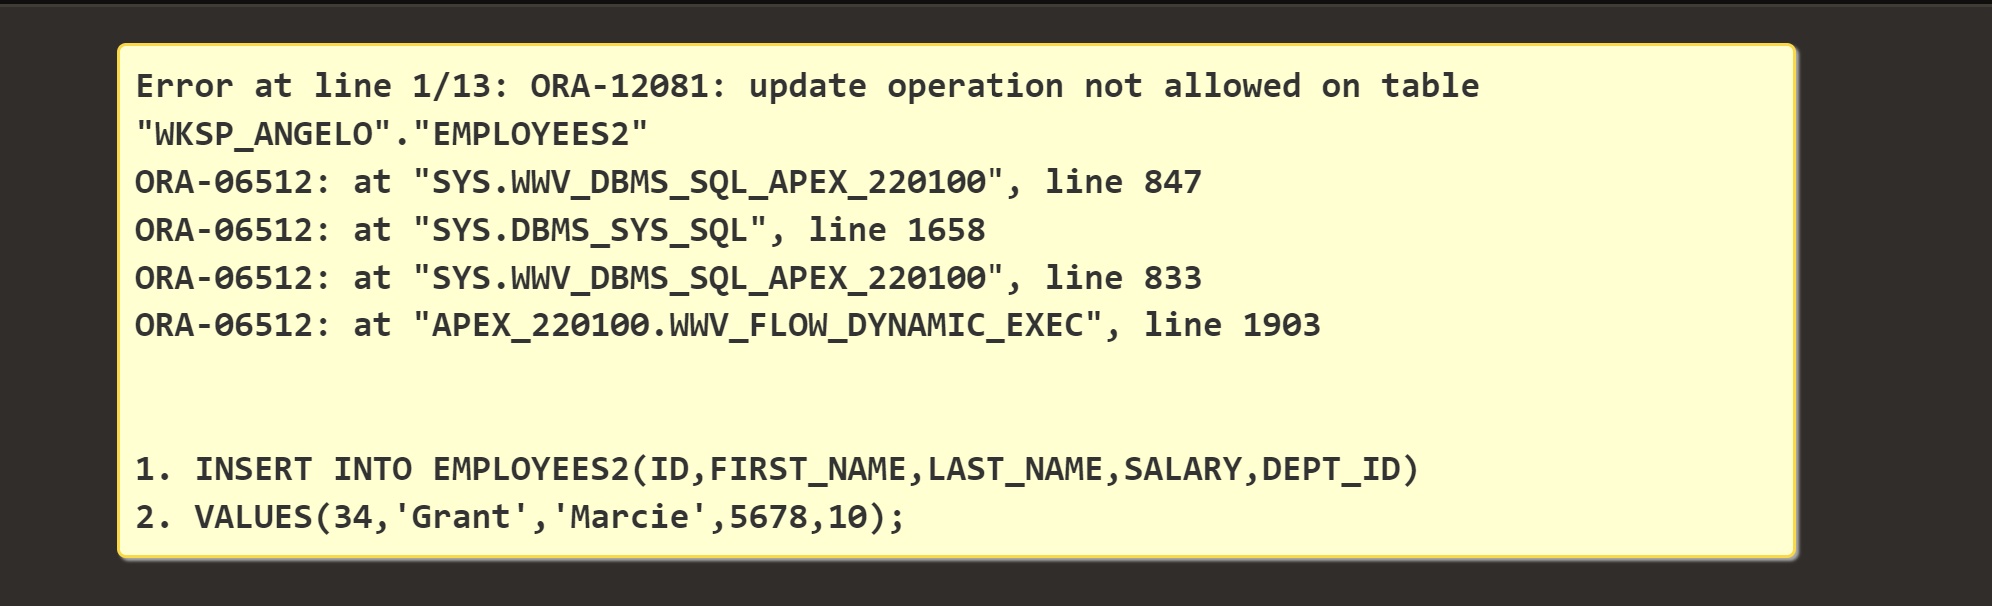 Error at line 1/13: ORA-12081: update operation not allowed on table
"WKSP_ANGELO"."EMPLOYEES2"
ORA-06512: at "SYS.WWV_DBMS_SQL_APEX_220100", line 847
ORA-06512: at "SYS.DBMS_SYS_SQL", line 1658
ORA-06512: at "SYS.WWV_DBMS_SQL_APEX_220100", line 833
ORA-06512: at "APEX_220100.WWV_FLOW_DYNAMIC_EXEC", line 1903
1. INSERT INTO EMPLOYEES2(ID,FIRST_NAME,LAST_NAME,SALARY,DEPT_ID)
2. VALUES(34,'Grant','Marcie',5678,10);